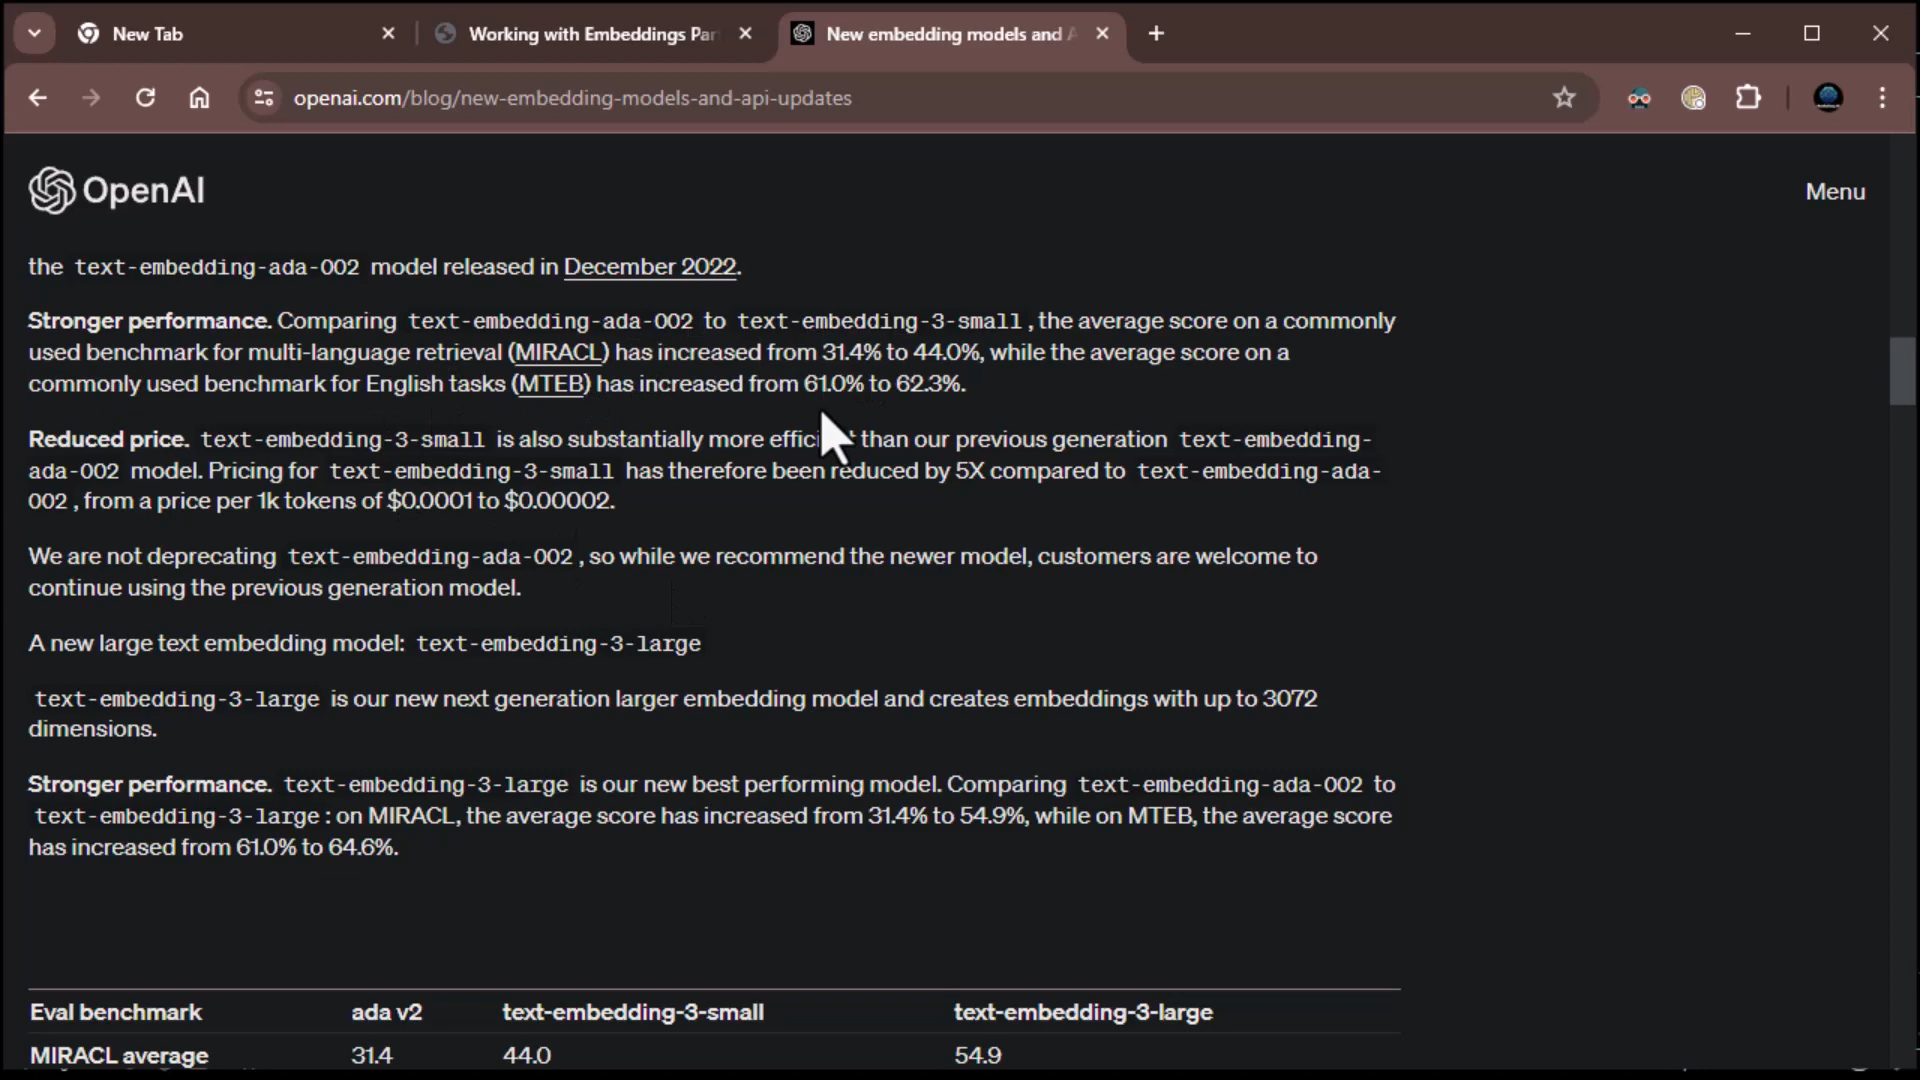 New Tab
Working with Embeddings Par
New embedding models and A
openai.com/blog/new-embedding-models-and-api-updates
OpenAI
Menu
the text-embedding-ada-002 model released in December 2022.
Stronger performance. Comparing text-embedding-ada-002 to text-embedding-3-small, the average score on a commonly
used benchmark for multi-language retrieval (MIRACL) has increased from 31.4% to 44.0%, while the average score on a
commonly used benchmark for English tasks (MTEB) has increased from 61.0% to 62.3%.
Reduced price. text-embedding-3-small is also substantially more efficient than our previous generation text-embedding-
ada-002 model. Pricing for text-embedding-3-small has therefore been reduced by 5X compared to text-embedding-ada-
002, from a price per 1k tokens of $0.0001 to $0.00002.
We are not deprecating text-embedding-ada-002, so while we recommend the newer model, customers are welcome to
continue using the previous generation model.
A new large text embedding model: text-embedding-3-large
text-embedding-3-large is our new next generation larger embedding model and creates embeddings with up to 3072
dimensions.
Stronger performance. text-embedding-3-large is our new best performing model. Comparing text-embedding-ada-002 to
text-embedding-3-large: on MIRACL, the average score has increased from 31.4% to 54.9%, while on MTEB, the average score
has increased from 61.0% to 64.6%.
Eval benchmark ada v2 text-embedding-3-small text-embedding-3-large
MIRACL average 31.4 44.0 54.9